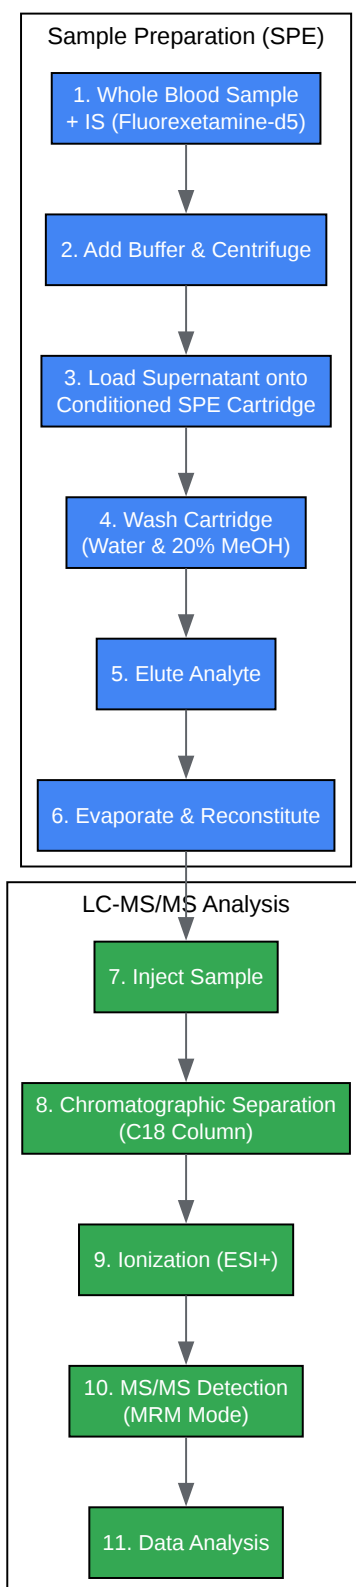 Sample Preparation (SPE)
1. Whole Blood Sample
+ IS (Fluorexetamine-d5)
2. Add Buffer & Centrifuge
3. Load Supernatant onto
Conditioned SPE Cartridge
4. Wash Cartridge
(Water & 20% MeOH)
5. Elute Analyte
6. Evaporate & Reconstitute
LC-MS/MS Analysis
7. Inject Sample
8. Chromatographic Separation
(C18 Column)
9. Ionization (ESI+)
10. MS/MS Detection
(MRM Mode)
11. Data Analysis